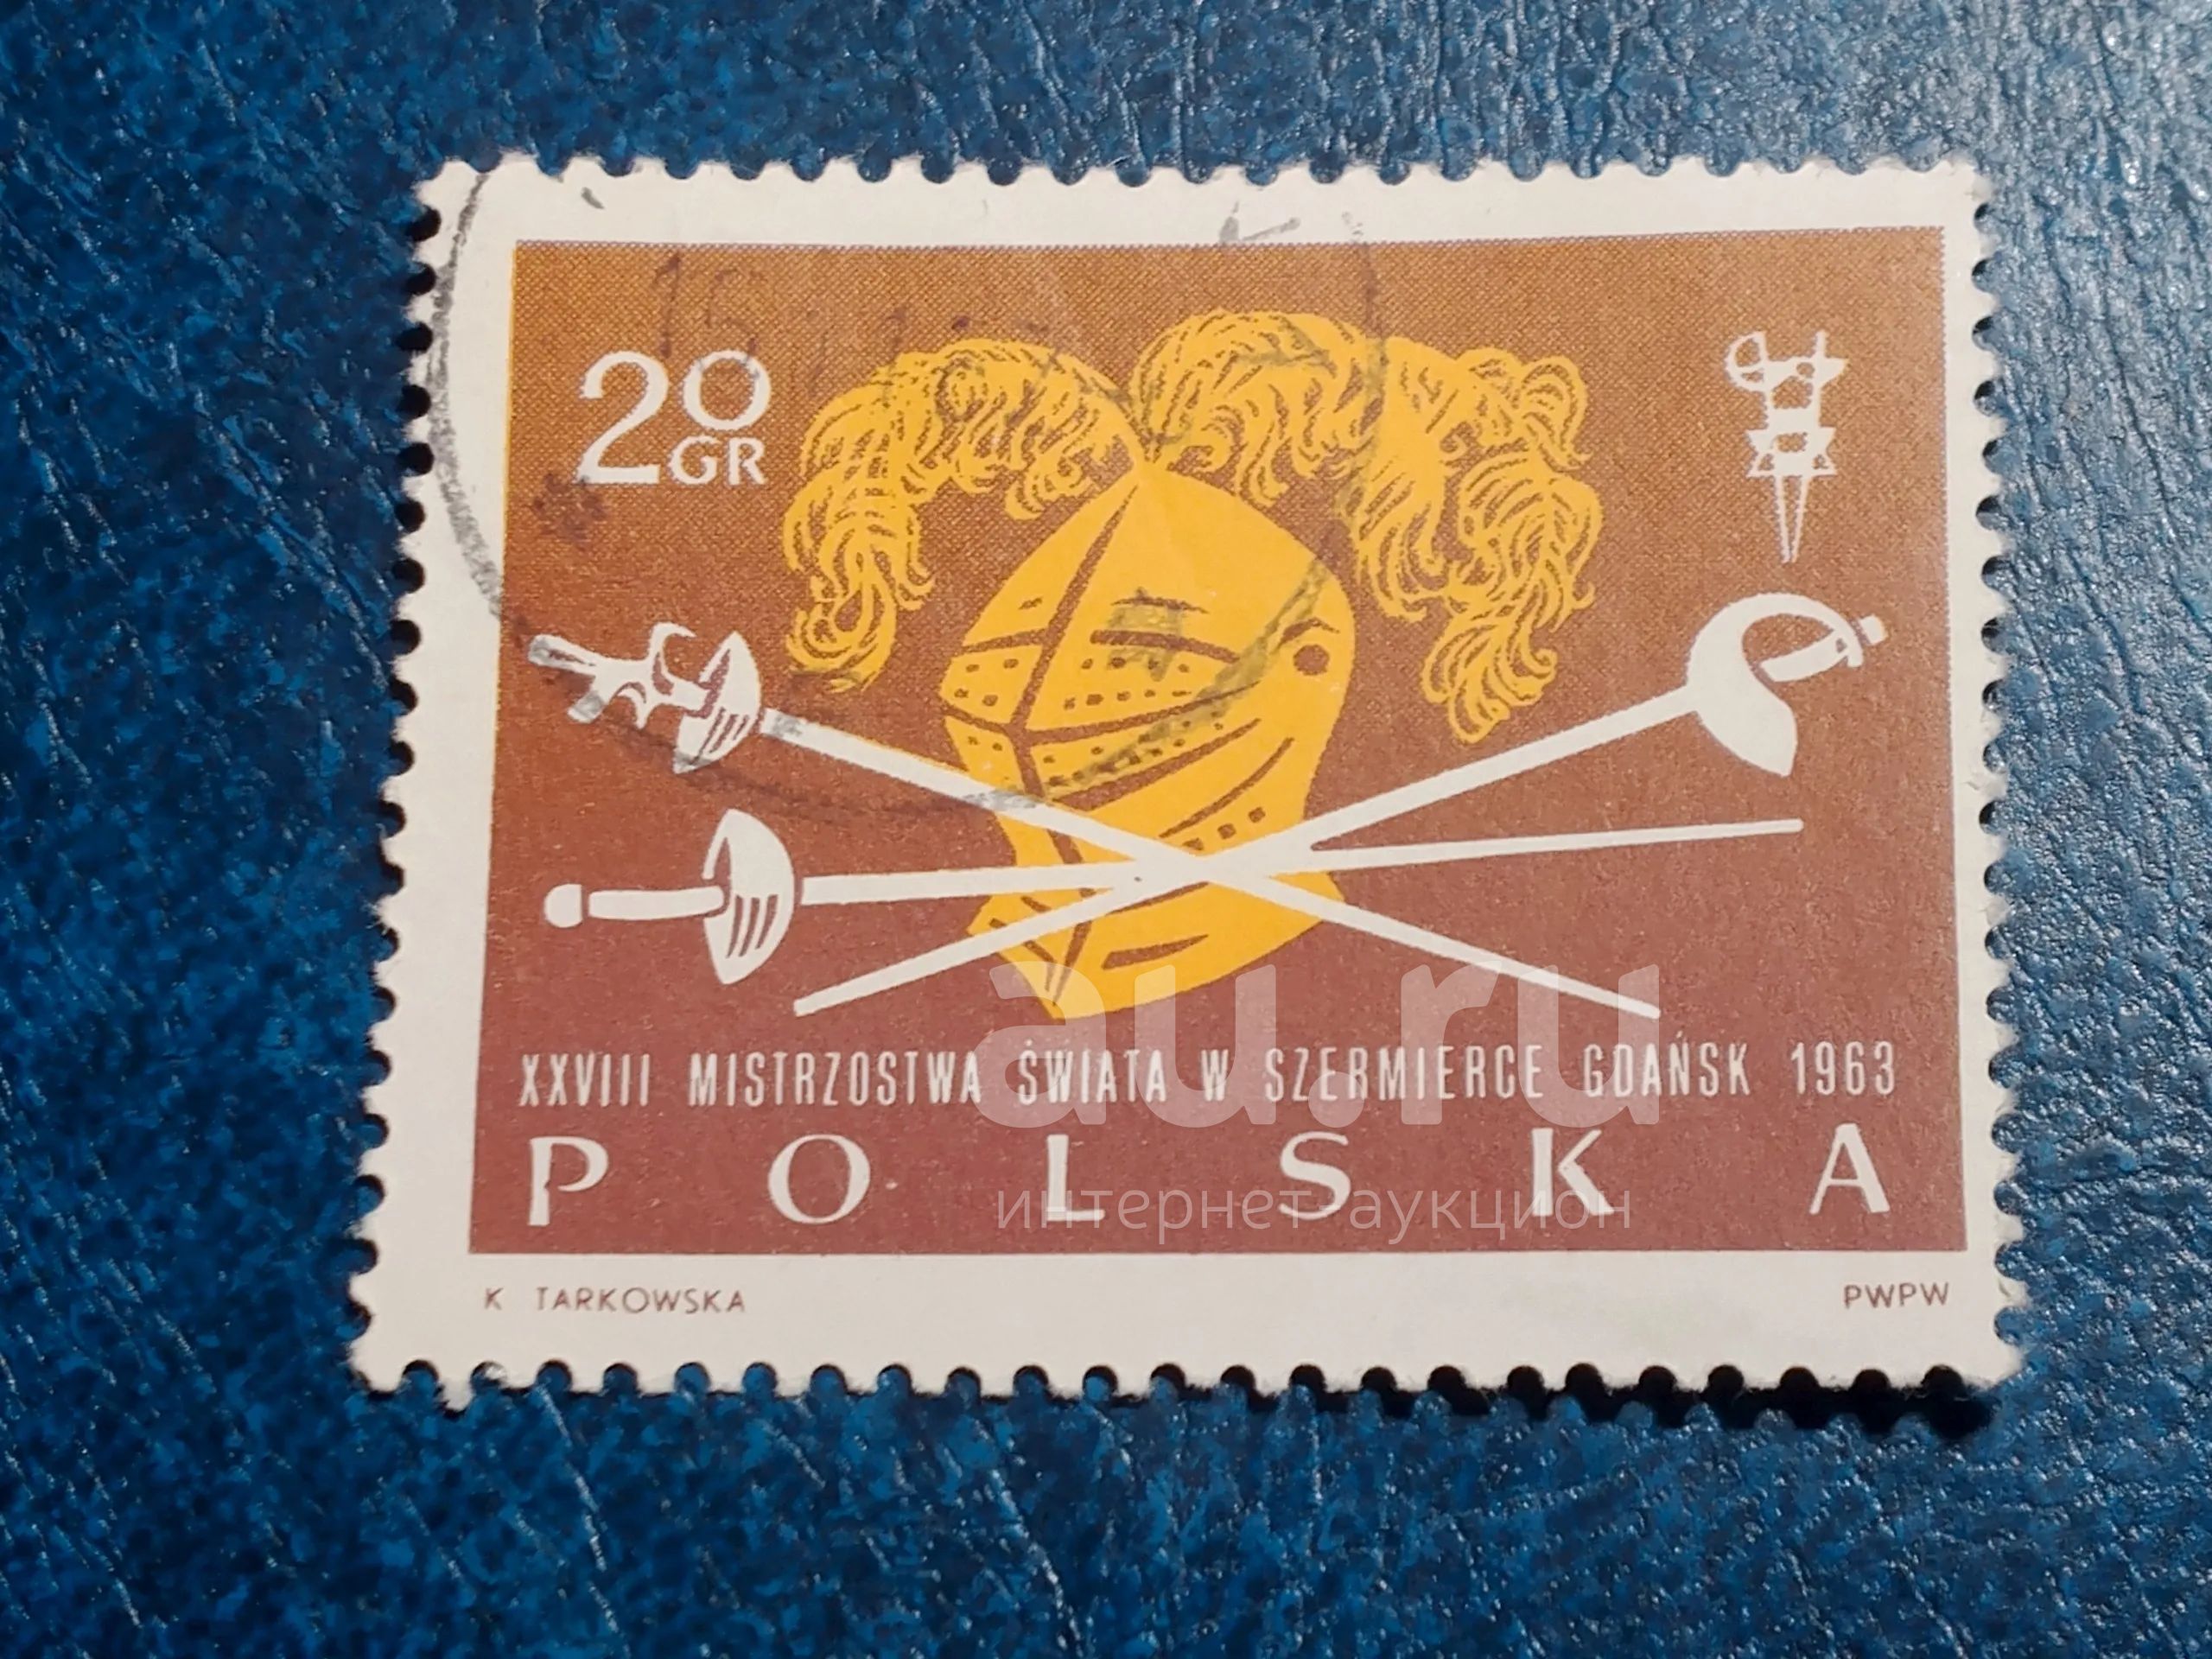 20
GR
XXVIII MISTRZOSTWA ŚWIATA W SZERMIERCE GDAŃSK 1963
POLSKA
K TARKOWSKA
PWPW
au.ru
интернет-аукцион